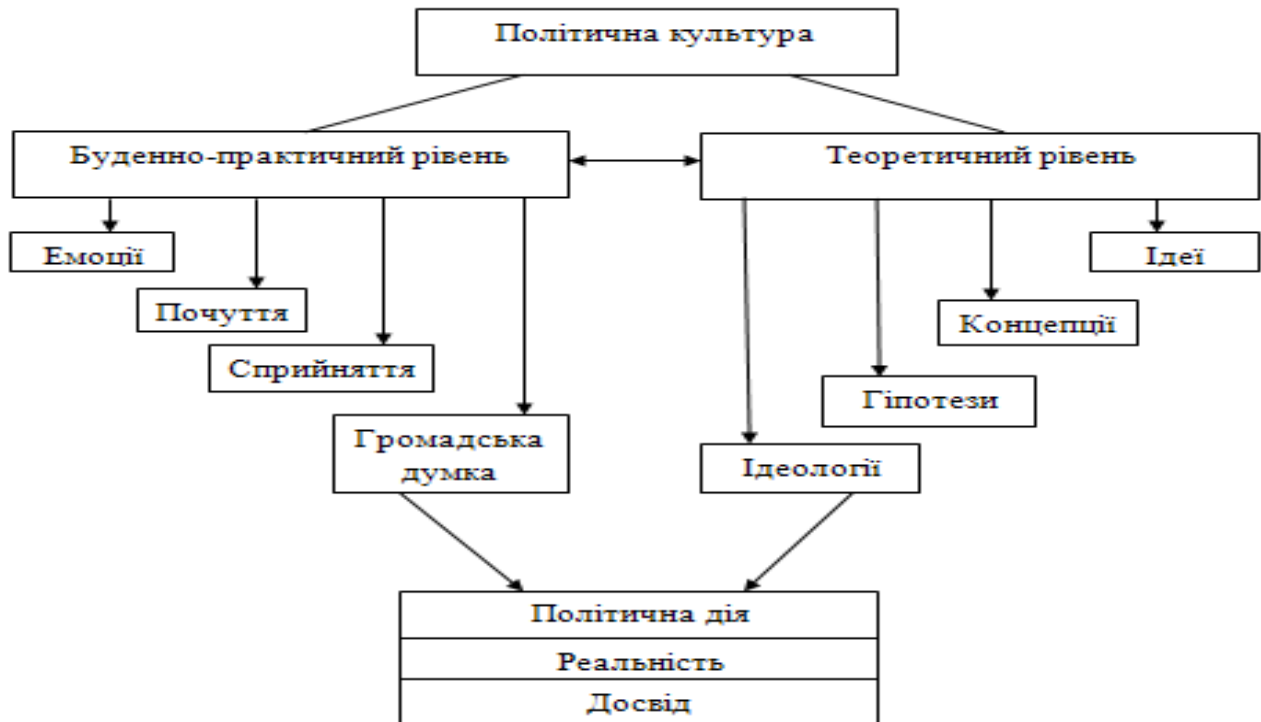 Політична культура
Буденно-практичний рівень
Теоретичний рівень
Емоції
Ідеї
Почуття
Концепції
Сприйняття
Гіпотези
Громадська
думка
Ідеології
Політична дія
Реальність
Досвід